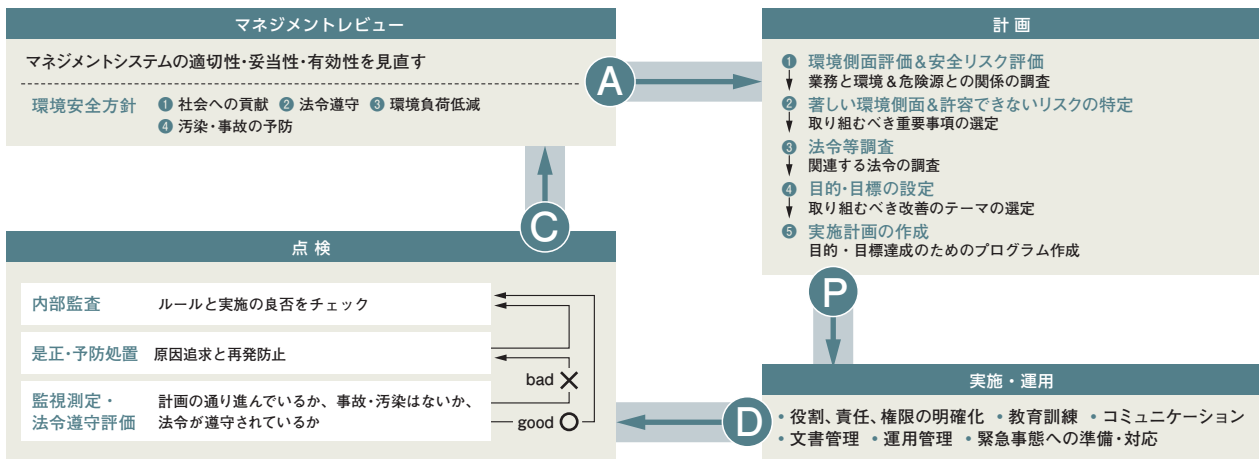 マネジメントレビュー
マネジメントシステムの適切性・妥当性・有効性を見直す
環境安全方針
❶ 社会への貢献 ❷ 法令遵守 ❸ 環境負荷低減
❹ 汚染・事故の予防
A
計 画
❶ 環境側面評価＆安全リスク評価
業務と環境＆危険源との関係の調査
❷ 著しい環境側面＆許容できないリスクの特定
取り組むべき重要事項の選定
❸ 法令等調査
関連する法令の調査
❹ 目的・目標の設定
取り組むべき改善のテーマの選定
❺ 実施計画の作成
目的・目標達成のためのプログラム作成
C
点 検
内部監査 ルールと実施の良否をチェック
是正・予防処置 原因追求と再発防止
bad
監視測定・ 計画の通り進んでいるか、事故・汚染はないか、
法令遵守評価 法令が遵守されているか
good
P
D
実施・運用
• 役割、責任、権限の明確化 • 教育訓練 • コミュニケーション
• 文書管理 • 運用管理 • 緊急事態への準備・対応